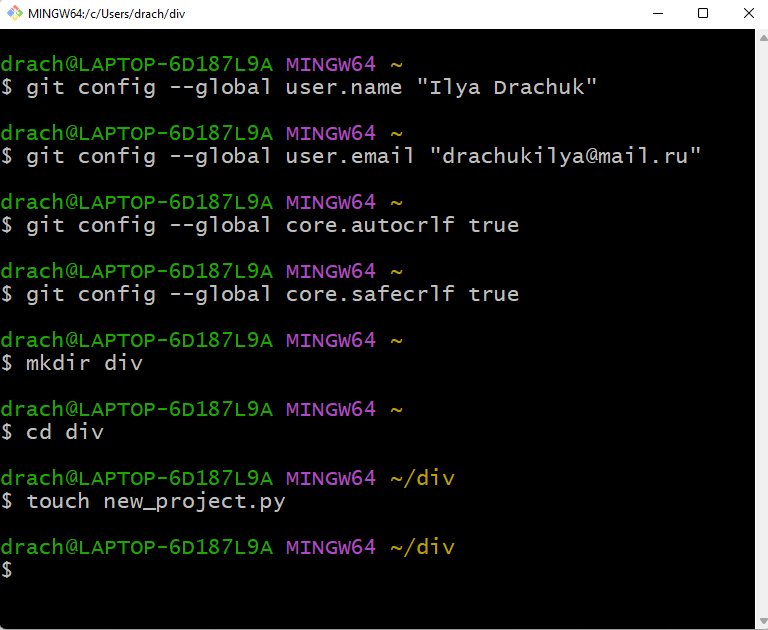 MINGW64:/c/Users/drach/div
drach@LAPTOP-6D187L9A MINGW64 ~
$ git config --global user.name "Ilya Drachuk"
drach@LAPTOP-6D187L9A MINGW64 ~
$ git config --global user.email "drachukilya@mail.ru"
drach@LAPTOP-6D187L9A MINGW64 ~
$ git config --global core.autocrlf true
drach@LAPTOP-6D187L9A MINGW64 ~
$ git config --global core.safecrlf true
drach@LAPTOP-6D187L9A MINGW64 ~
$ mkdir div
drach@LAPTOP-6D187L9A MINGW64 ~
$ cd div
drach@LAPTOP-6D187L9A MINGW64 ~/div
$ touch new_project.py
drach@LAPTOP-6D187L9A MINGW64 ~/div
$